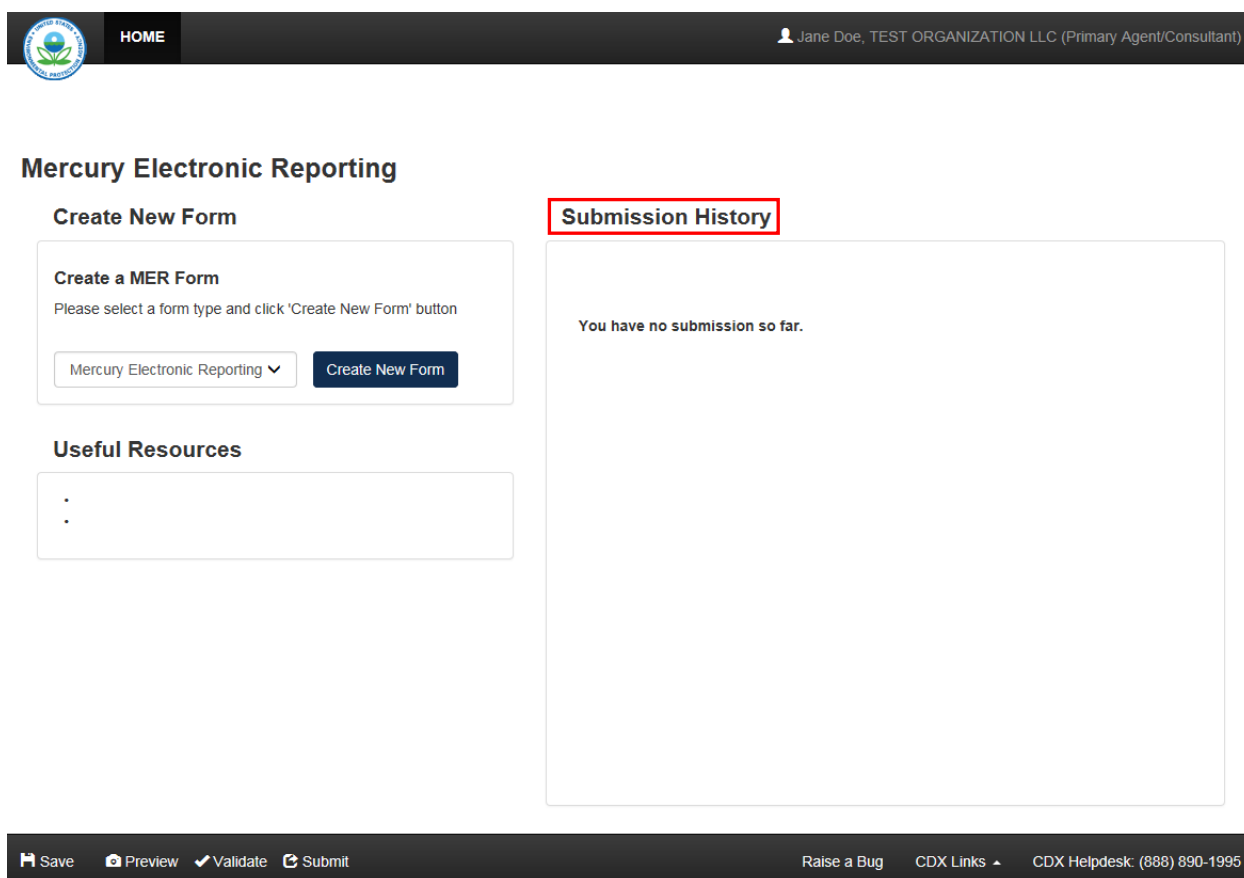 HOME
Jane Doe, TEST ORGANIZATION LLC (Primary Agent/Consultant)
Mercury Electronic Reporting
Create New Form
Create a MER Form
Please select a form type and click 'Create New Form' button
Mercury Electronic Reporting
Create New Form
Useful Resources
Submission History
You have no submission so far.
Save
Preview
Validate
Submit
Raise a Bug
CDX Links
CDX Helpdesk: (888) 890-1995